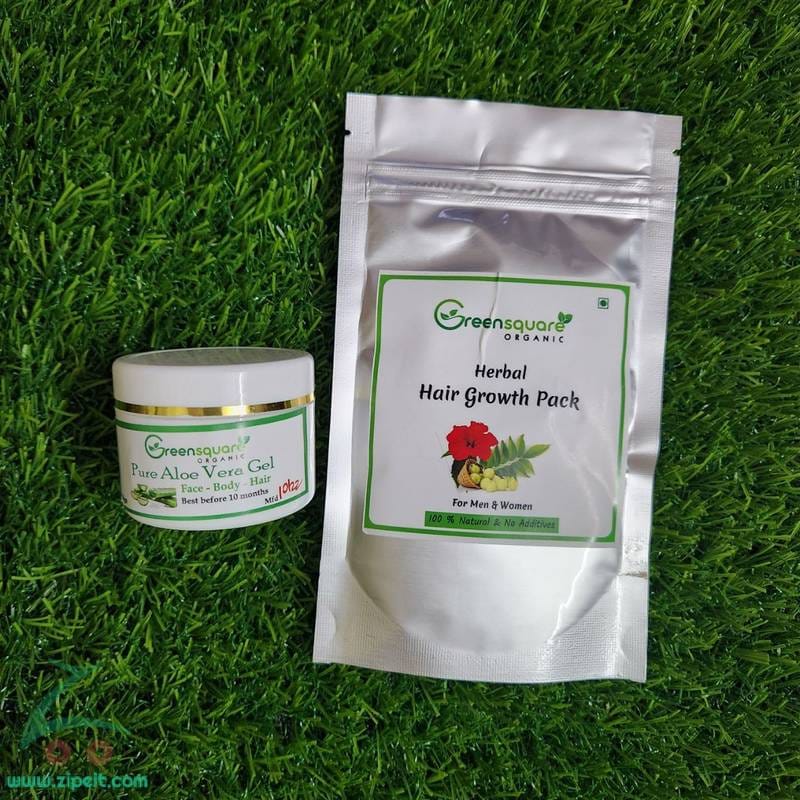 Greensquare
ORGANIC
Pure Aloe Vera Gel
Face - Body - Hair
Best before 10 months
Mfd
Greensquare
ORGANIC
Herbal
Hair Growth Pack
For Men & Women
100 % Natural & No Additives
www.zipeit.com